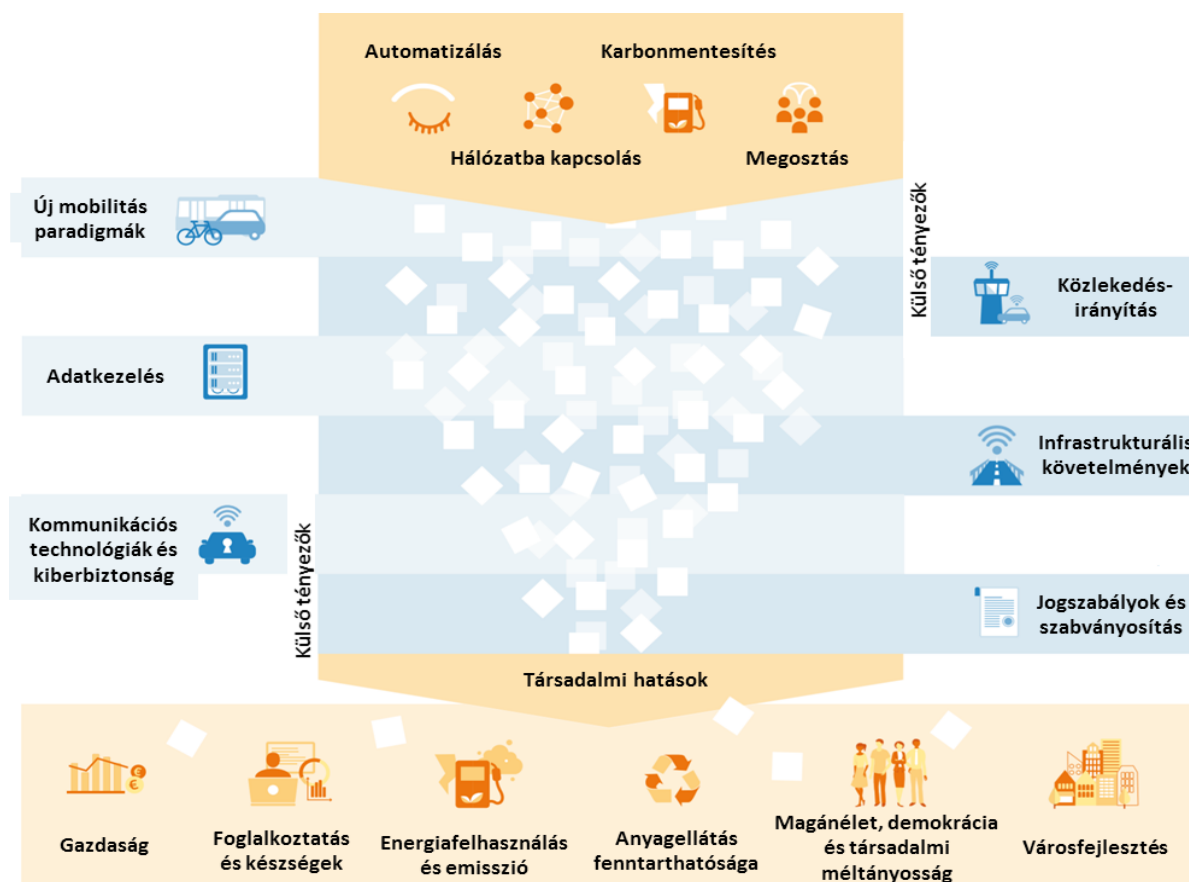 Automatizálás
Karbonmentesítés
Hálózatba kapcsolás
Megosztás
Új mobilitás
paradigmák
Külső tényezők
Közlekedés-
irányítás
Adatkezelés
Infrastrukturális
követelmények
Kommunikációs
technológiák és
kiberbiztonság
Külső tényezők
Jogszabályok és
szabványosítás
Társadalmi hatások
Gazdaság
Foglalkoztatás
és készségek
Energiafelhasználás
és emisszió
Anyagellátás
fenntarthatósága
Magánélet, demokrácia
és társadalmi
méltányosság
Városfejlesztés